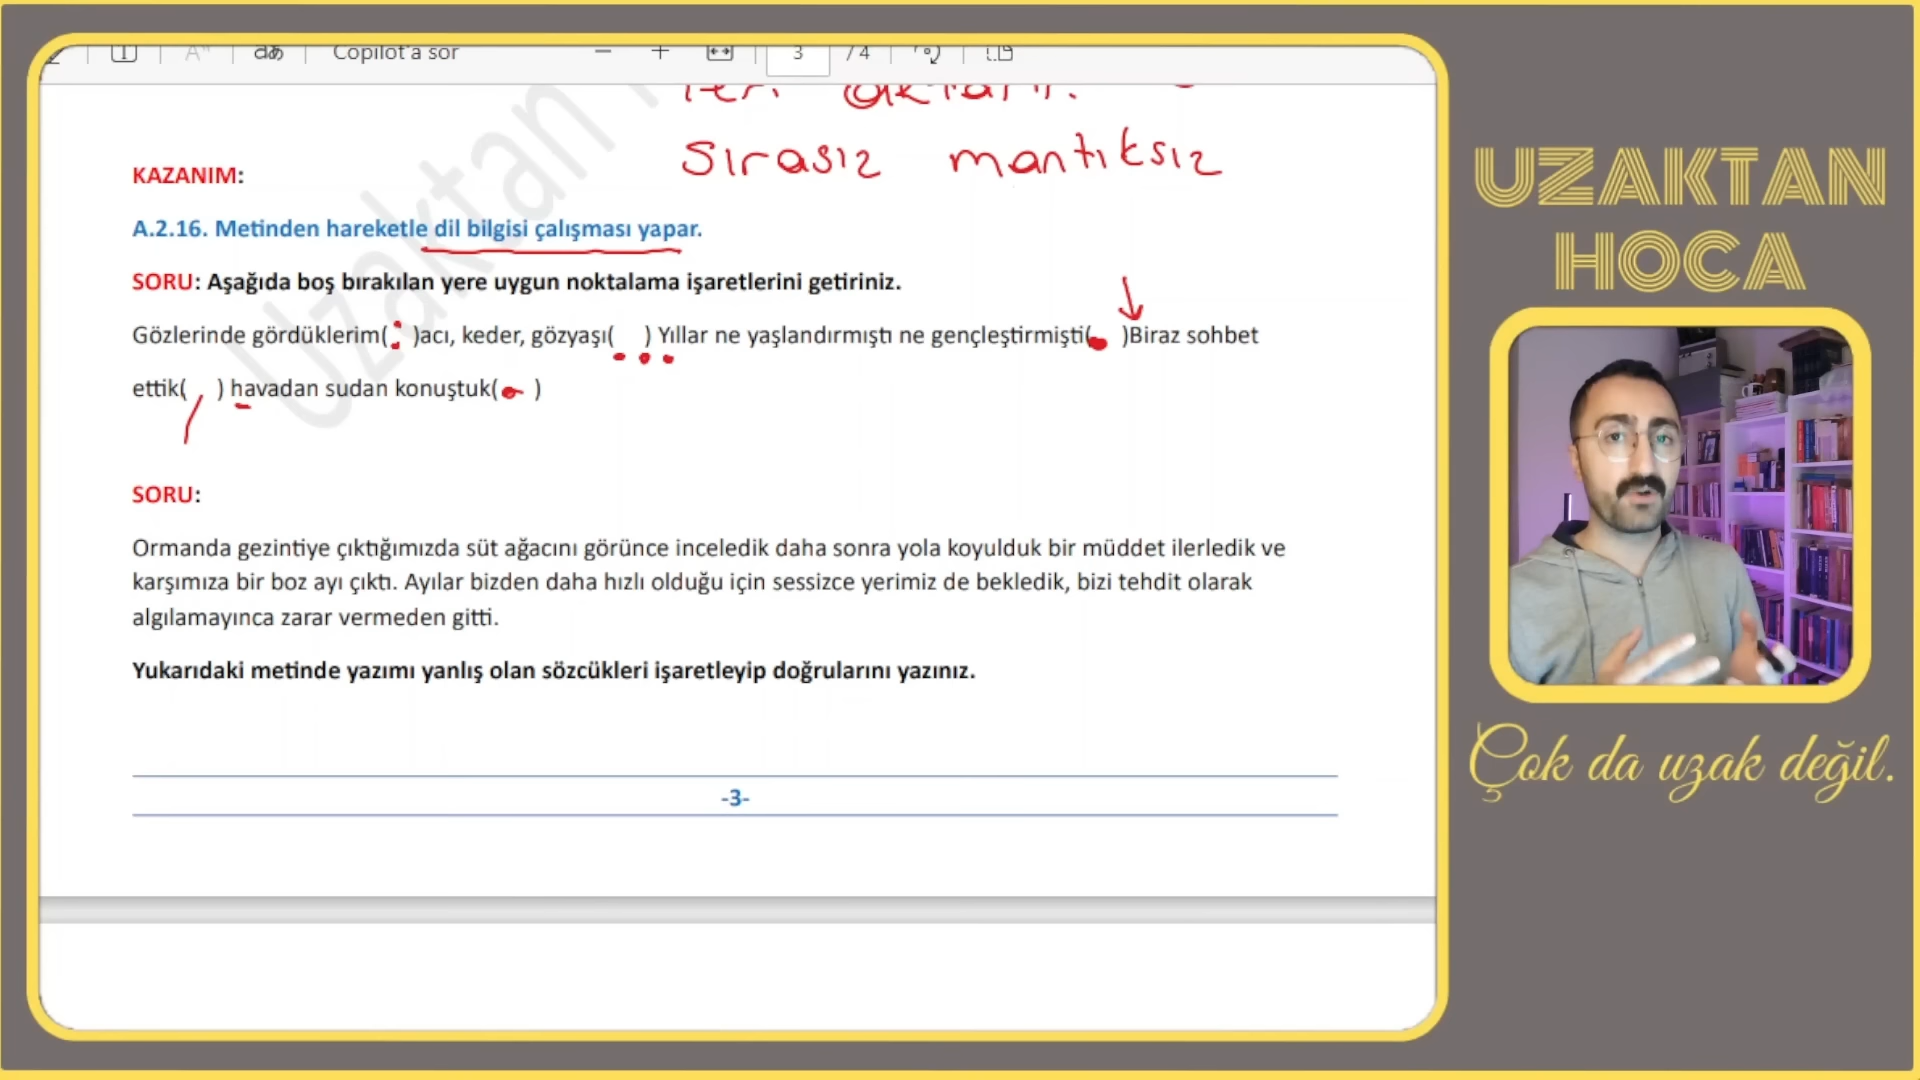 Copilot'a sor
3 /4
sırasız mantıksız
KAZANIM:
A.2.16. Metinden hareketle dil bilgisi çalışması yapar.
SORU: Aşağıda boş bırakılan yere uygun noktalama işaretlerini getiriniz.
Gözlerinde gördüklerim(: )acı, keder, gözyaşı(...) Yıllar ne yaşlandırmıştı ne gençleştirmişti(. )Biraz sohbet
ettik( , ) havadan sudan konuştuk(. )
SORU:
Ormanda gezintiye çıktığımızda süt ağacını görünce inceledik daha sonra yola koyulduk bir müddet ilerledik ve
karşımıza bir boz ayı çıktı. Ayılar bizden daha hızlı olduğu için sessizce yerimiz de bekledik, bizi tehdit olarak
algılamayınca zarar vermeden gitti.
Yukarıdaki metinde yazımı yanlış olan sözcükleri işaretleyip doğrularını yazınız.
-3-
Uzaktan
UZAKTAN
HOCA
Çok da uzak değil.